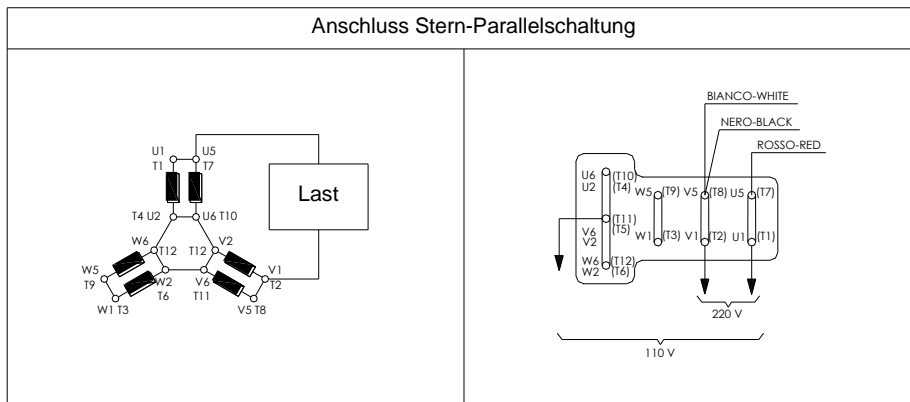 Anschluss Stern-Parallelschaltung
U1 U5
T1 T7
Last
T4 U2 U6 T10
W6 V2
T12 T12
W5 W2 V6 V1
T9 T6 T11 T2
W1 T3 V5 T8
BIANCO-WHITE
NERO-BLACK
ROSSO-RED
U6 (T10)
U2 (T4)
W5 (T9) V5 (T8) U5 (T7)
(T11)
V6 (T5)
V2
W1 (T3) V1 (T2) U1 (T1)
W6 (T12)
W2 (T6)
220 V
110 V